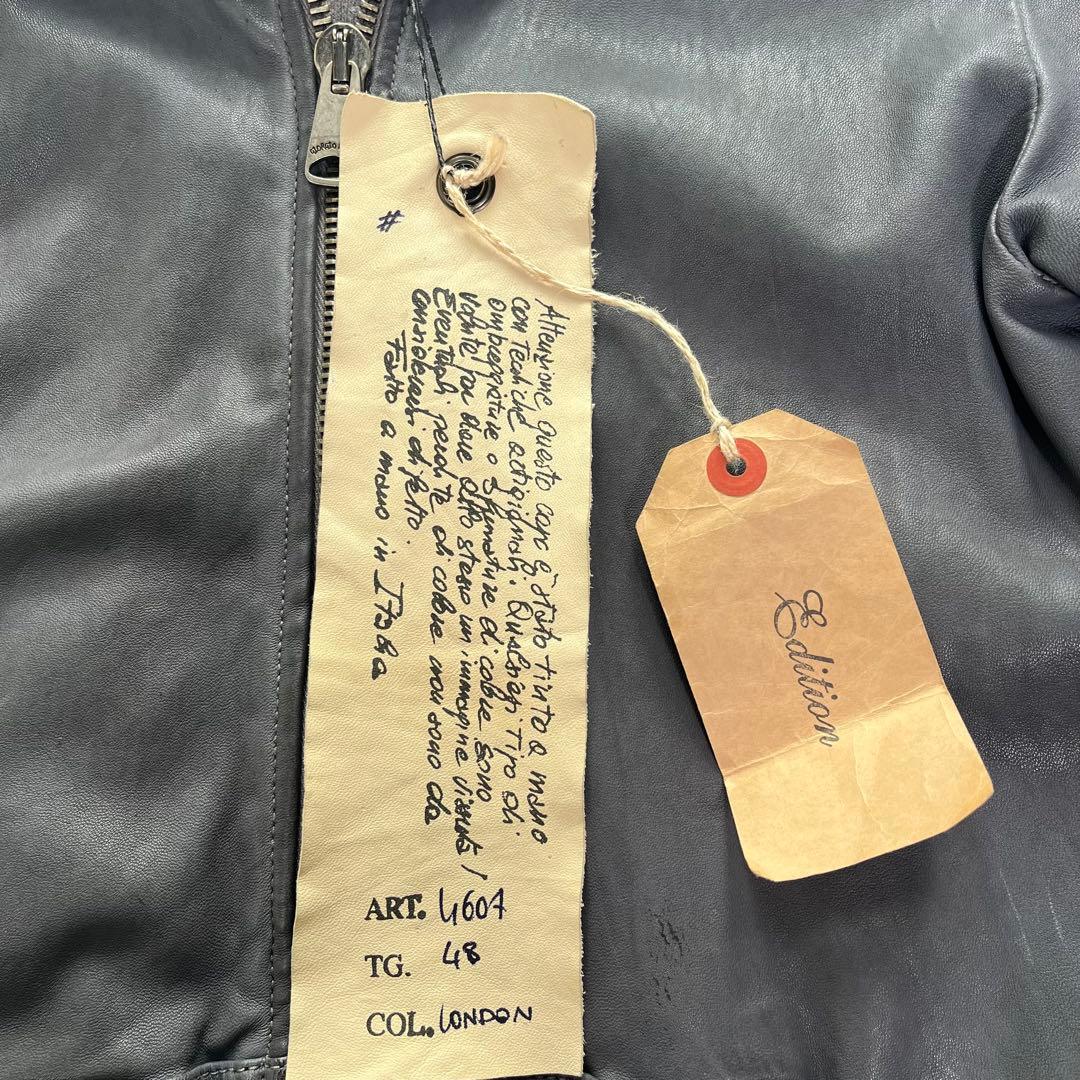 GIORGIO
#
Attenzione, questo capo è stato tinto a mano
con tecniche artigianali. Qualsiasi tipo di
ombreggiature o sfumature di colore sono
volute per dare allo stesso un immagine vissuta!
Eventuali perdite di colore non sono da
considerarsi difetto.
Fatto a mano in Italia
ART. 4607
TG. 48
COL. LONDON
Edition